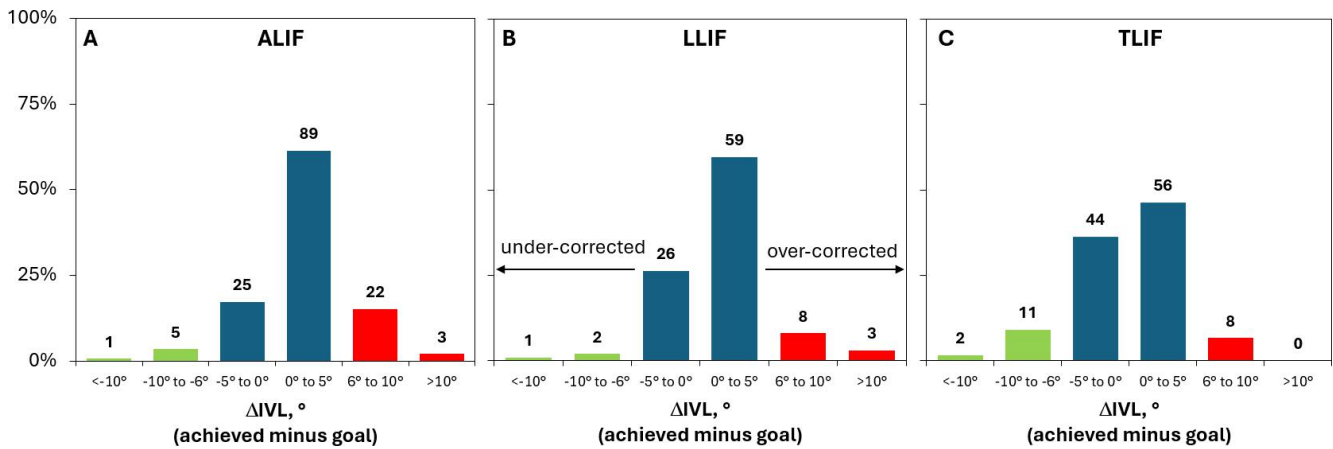 100%
75%
50%
25%
0%
A
ALIF
1
5
25
89
22
3
<-10º
-10º to -6º
-5º to 0º
0º to 5º
6º to 10º
>10º
ΔIVL, °
(achieved minus goal)
B
LLIF
under-corrected
over-corrected
1
2
26
59
8
3
<-10º
-10º to -6º
-5º to 0º
0º to 5º
6º to 10º
>10º
ΔIVL, °
(achieved minus goal)
C
TLIF
2
11
44
56
8
0
<-10º
-10º to -6º
-5º to 0º
0º to 5º
6º to 10º
>10º
ΔIVL, °
(achieved minus goal)